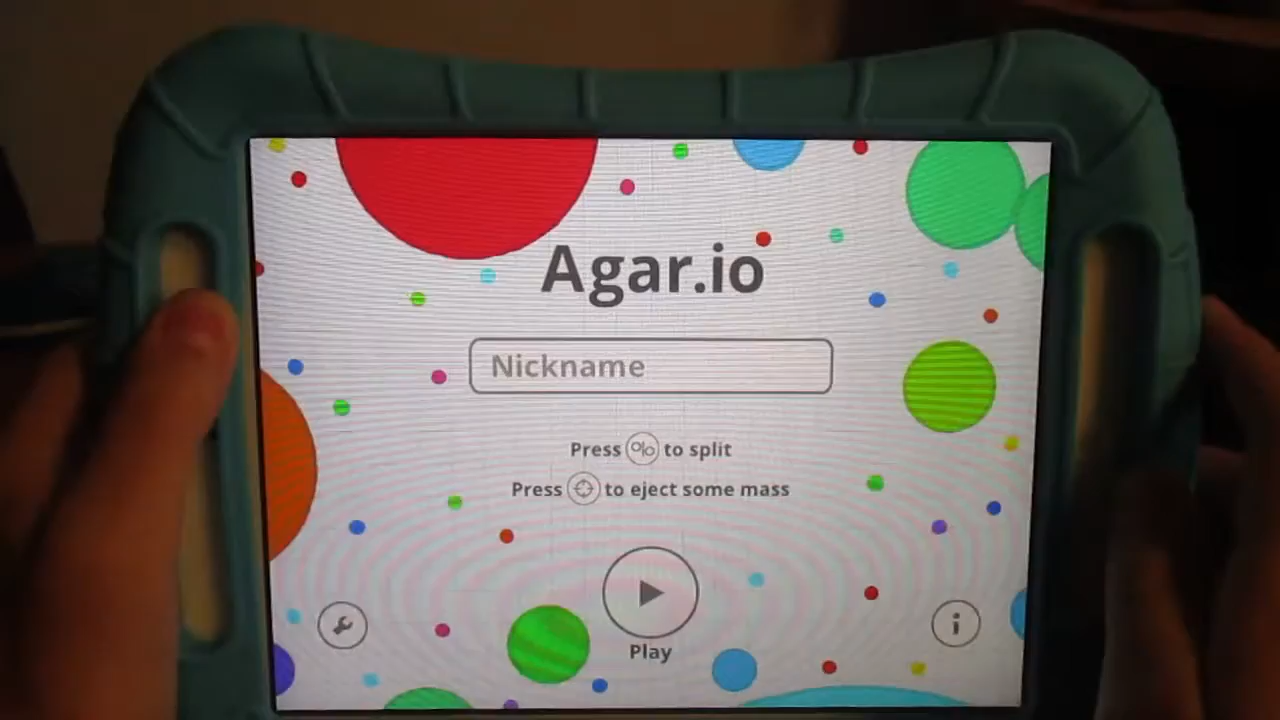 Agar.io
Nickname
Press to split
Press to eject some mass
Play